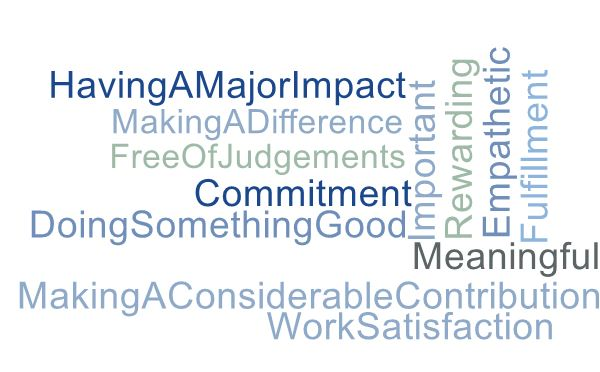 HavingAMajorImpact
MakingADifference
FreeOfJudgements
Commitment
DoingSomethingGood
Important
Rewarding
Empathetic
Fulfillment
Meaningful
MakingAConsiderableContribution
WorkSatisfaction